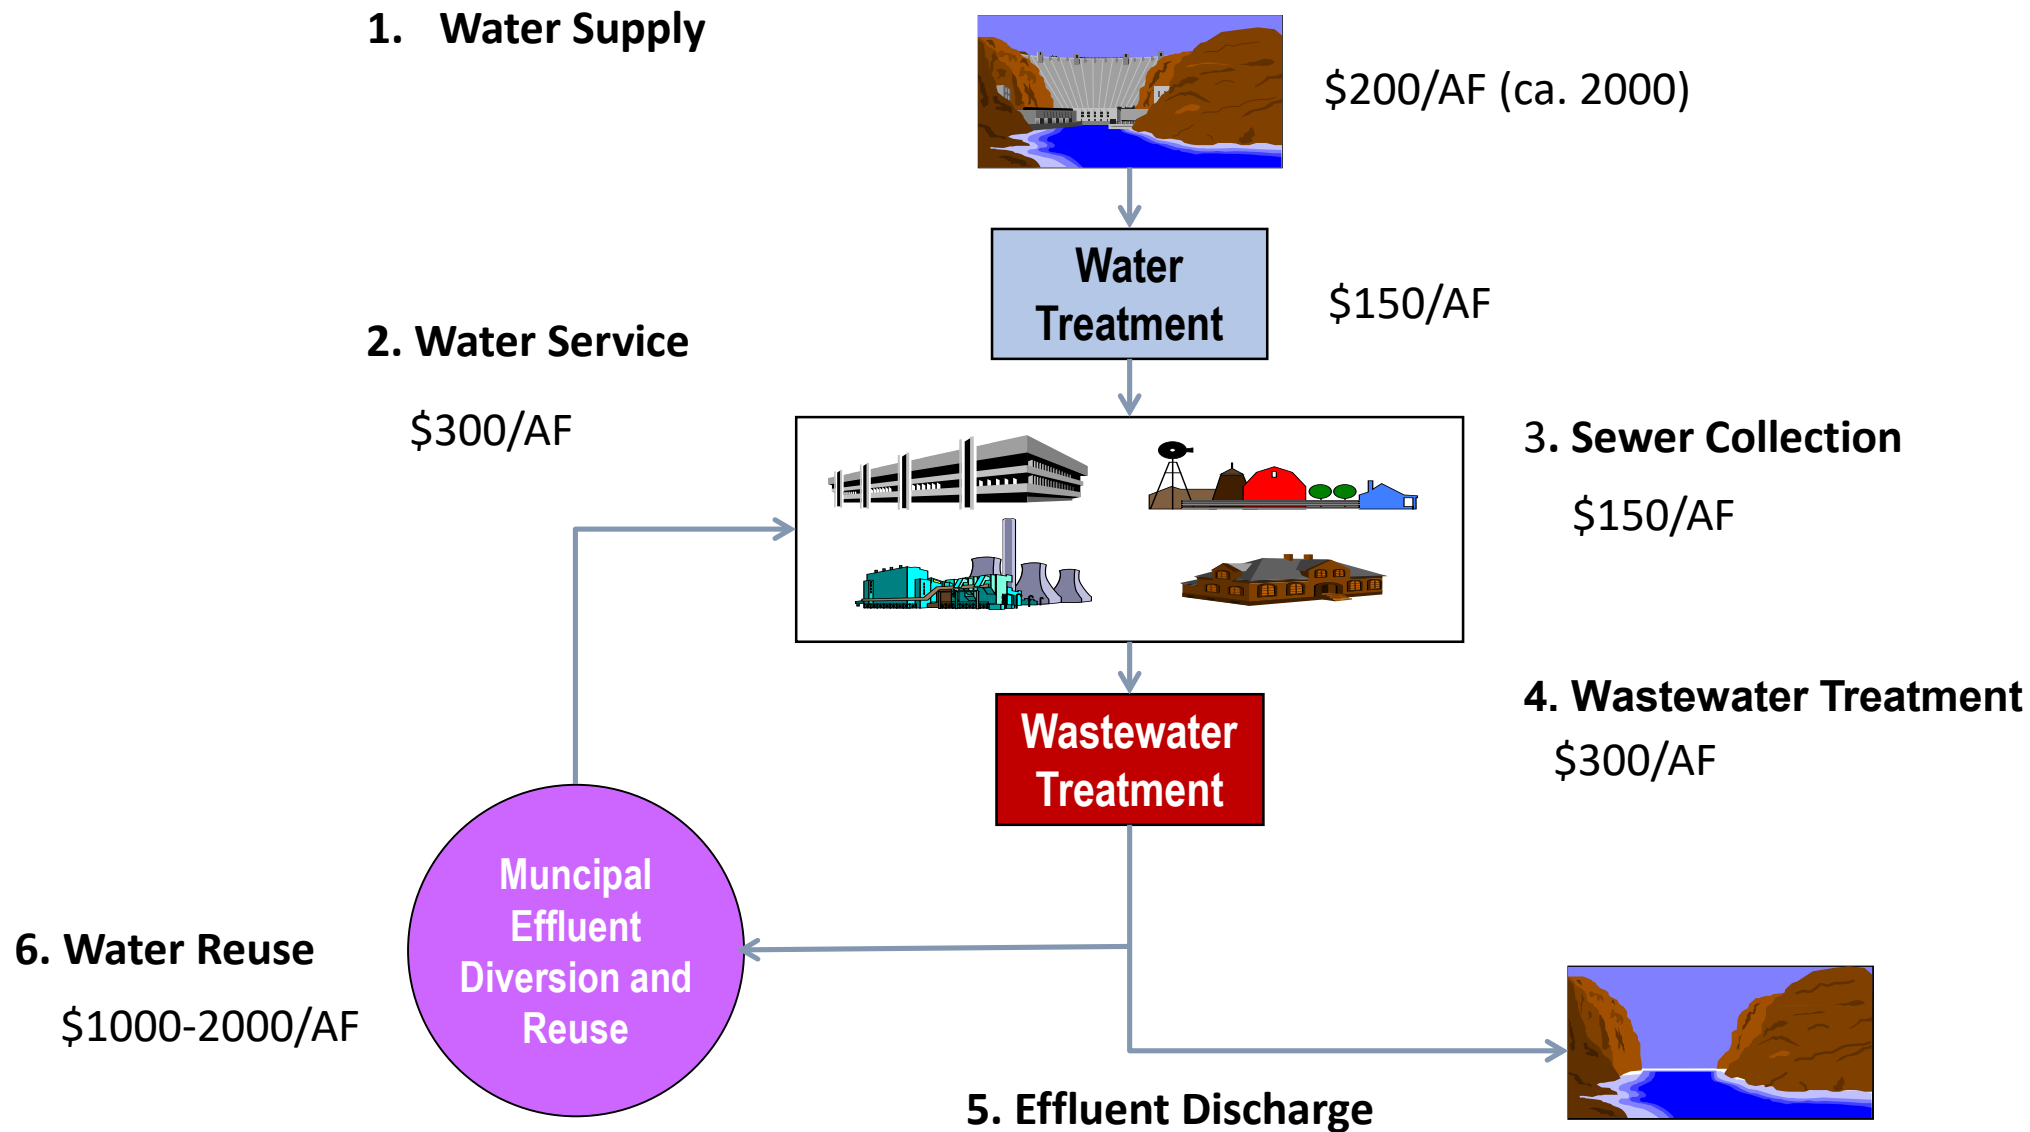 1. Water Supply
$200/AF (ca. 2000)
Water
Treatment
$150/AF
2. Water Service
$300/AF
3. Sewer Collection
$150/AF
Wastewater
Treatment
4. Wastewater Treatment
$300/AF
Muncipal
Effluent
Diversion and
Reuse
6. Water Reuse
$1000-2000/AF
5. Effluent Discharge